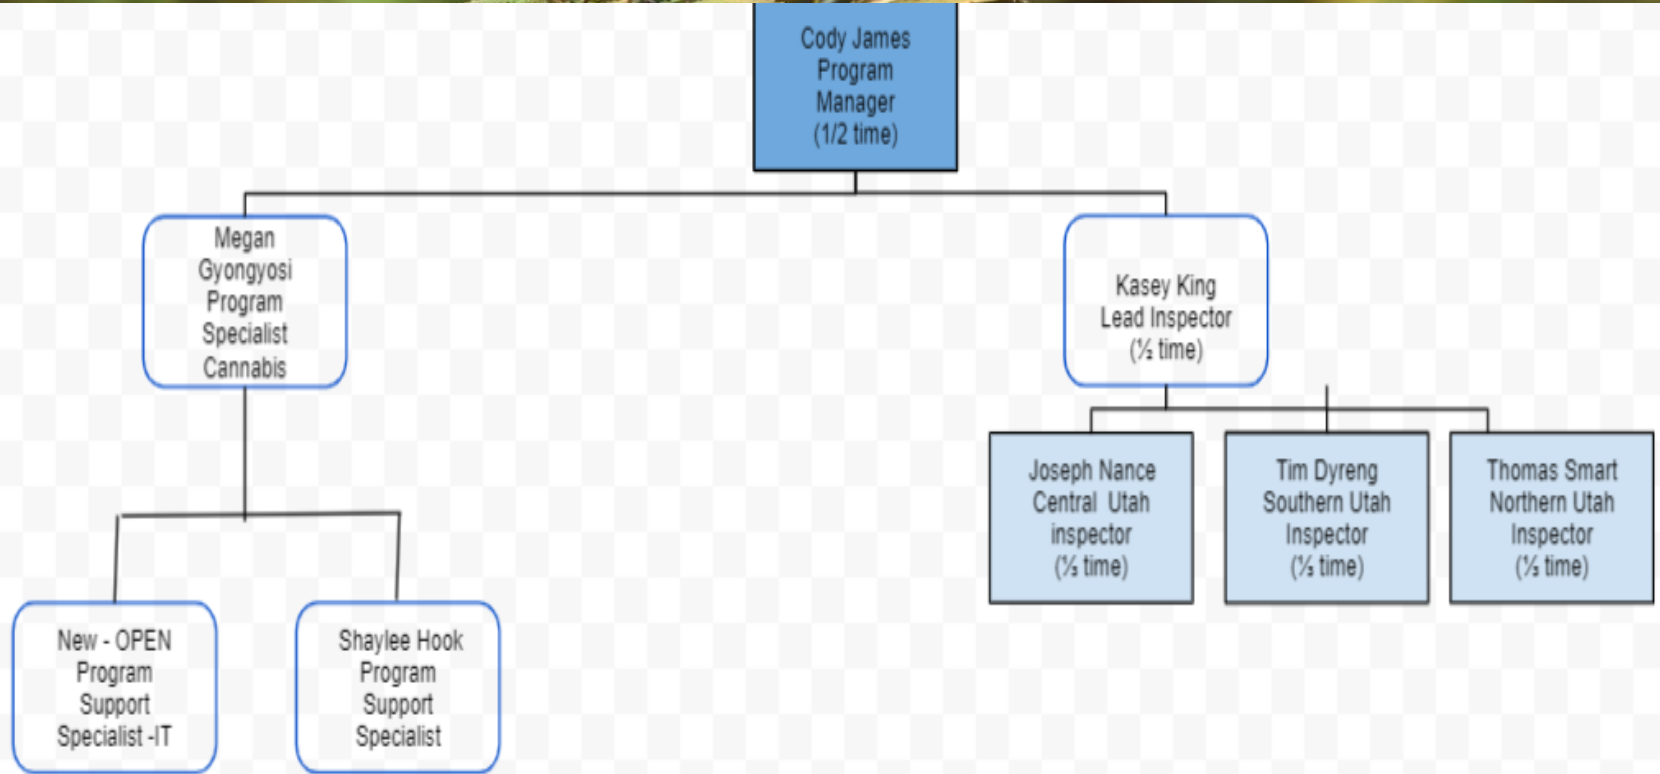 Cody James
Program
Manager
(1/2 time)
Megan
Gyongyosi
Program
Specialist
Cannabis
Kasey King
Lead Inspector
(½ time)
Joseph Nance
Central Utah
inspector
(⅓ time)
Tim Dyreng
Southern Utah
Inspector
(⅓ time)
Thomas Smart
Northern Utah
Inspector
(⅓ time)
New - OPEN
Program
Support
Specialist -IT
Shaylee Hook
Program
Support
Specialist